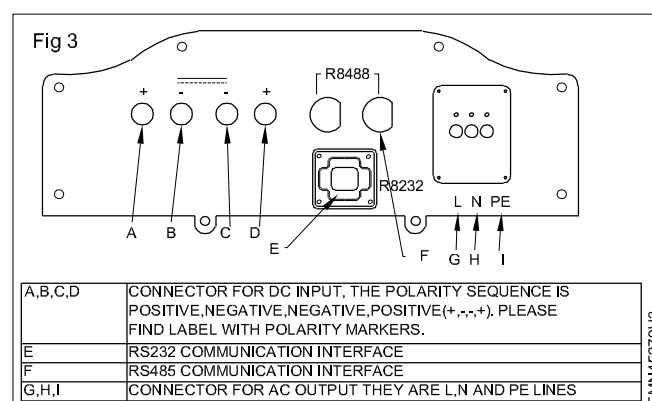 Fig 3
R8488
+ - - +
R8232
L N PE
A B C D E F G H I
A,B,C,D CONNECTOR FOR DC INPUT, THE POLARITY SEQUENCE IS
POSITIVE,NEGATIVE,NEGATIVE,POSITIVE(+,-,-,+). PLEASE
FIND LABEL WITH POLARITY MARKERS.
E RS232 COMMUNICATION INTERFACE
F RS485 COMMUNICATION INTERFACE
G,H,I CONNECTOR FOR AC OUTPUT THEY ARE L,N AND PE LINES